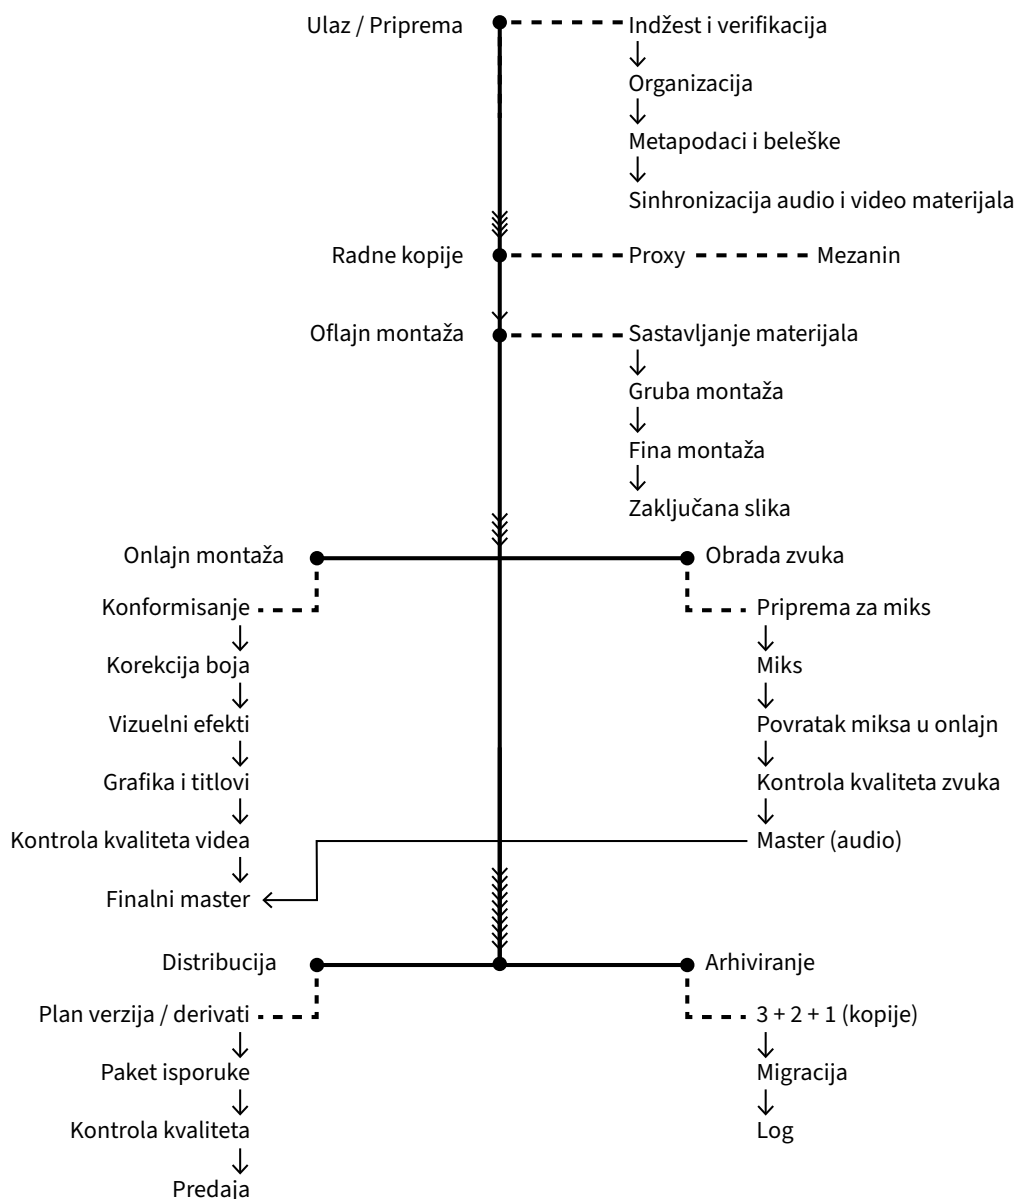 Ulaz / Priprema
Indžest i verifikacija
Organizacija
Metapodaci i beleške
Sinhronizacija audio i video materijala
Radne kopije
Proxy
Mezanin
Oflajn montaža
Sastavljanje materijala
Gruba montaža
Fina montaža
Zaključana slika
Onlajn montaža
Konformisanje
Korekcija boja
Vizuelni efekti
Grafika i titlovi
Kontrola kvaliteta videa
Finalni master
Obrada zvuka
Priprema za miks
Miks
Povratak miksa u onlajn
Kontrola kvaliteta zvuka
Master (audio)
Distribucija
Plan verzija / derivati
Paket isporuke
Kontrola kvaliteta
Predaja
Arhiviranje
3 + 2 + 1 (kopije)
Migracija
Log